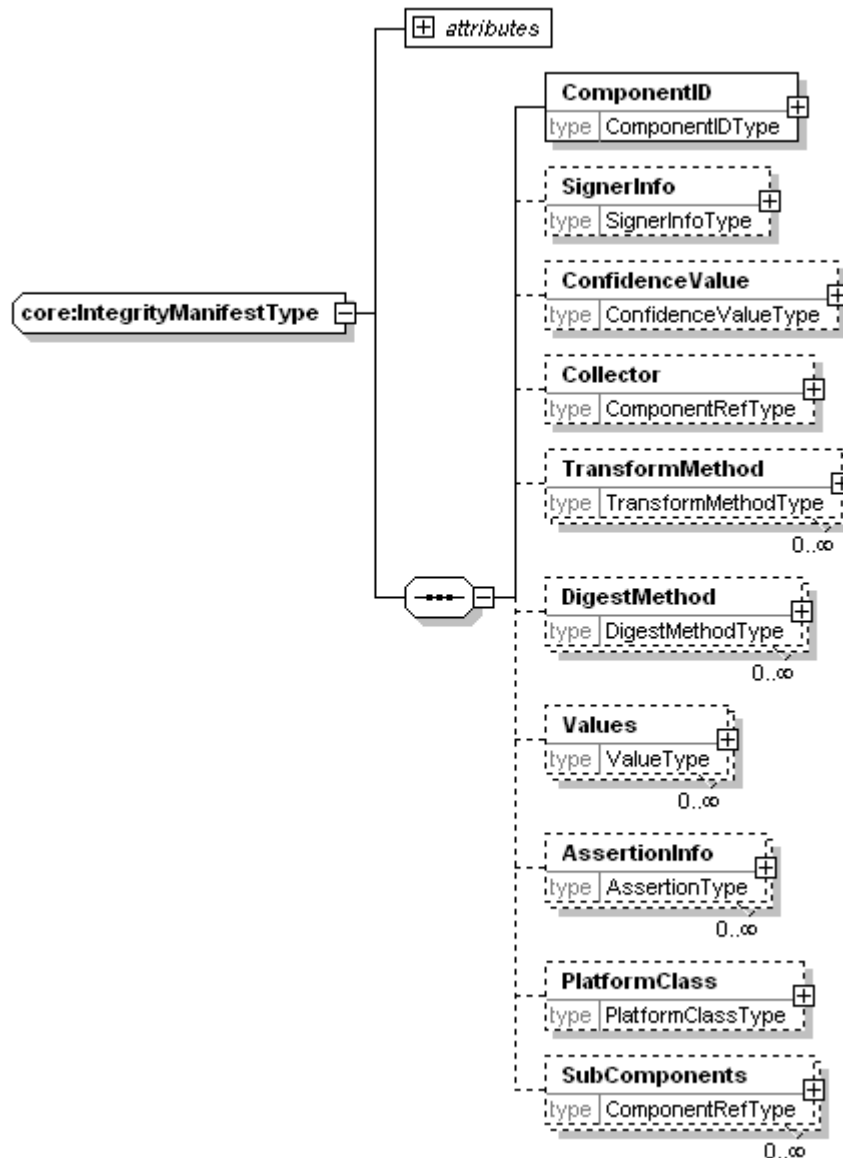 attributes
ComponentID
type ComponentIDType
SignerInfo
type SignerInfoType
ConfidenceValue
type ConfidenceValueType
core:IntegrityManifestType
Collector
type ComponentRefType
TransformMethod
type TransformMethodType
0..∞
DigestMethod
type DigestMethodType
0..∞
Values
type ValueType
0..∞
AssertionInfo
type AssertionType
0..∞
PlatformClass
type PlatformClassType
SubComponents
type ComponentRefType
0..∞